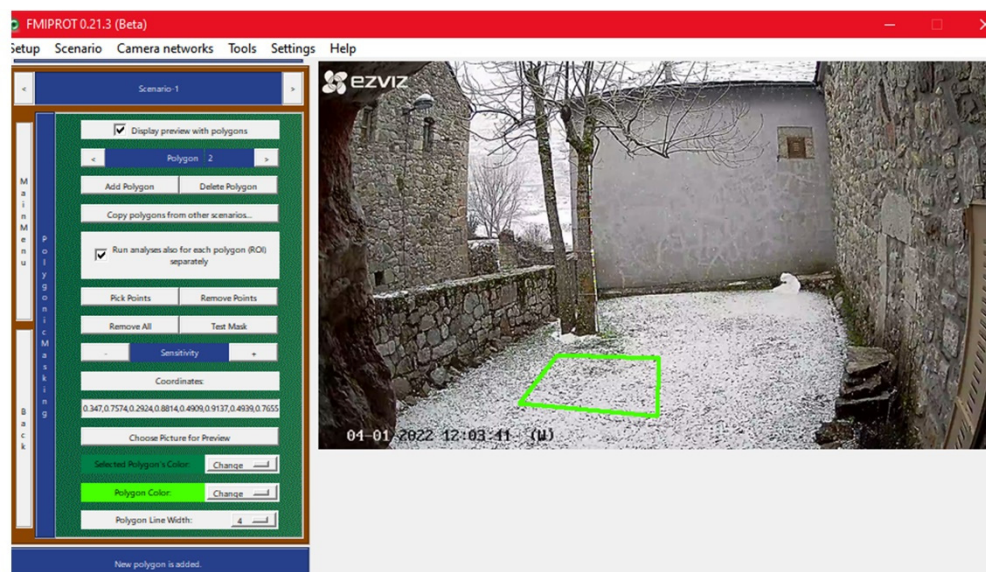 FMIPROT 0.21.3 (Beta)
Setup Scenario Camera networks Tools Settings Help
< Scenario-1 >
Main Menu
Back
Polygonic Masking
Display preview with polygons
< Polygon 2 >
Add Polygon Delete Polygon
Copy polygons from other scenarios...
Run analyses also for each polygon (ROI)
separately
Pick Points Remove Points
Remove All Test Mask
- Sensitivity +
Coordinates:
0.347,0.7574,0.2924,0.8814,0.4909,0.9137,0.4939,0.7655
Choose Picture for Preview
Selected Polygon's Color: Change
Polygon Color: Change
Polygon Line Width: 4
New polygon is added.
ezviz
04-01-2022 12:03:41 (W)